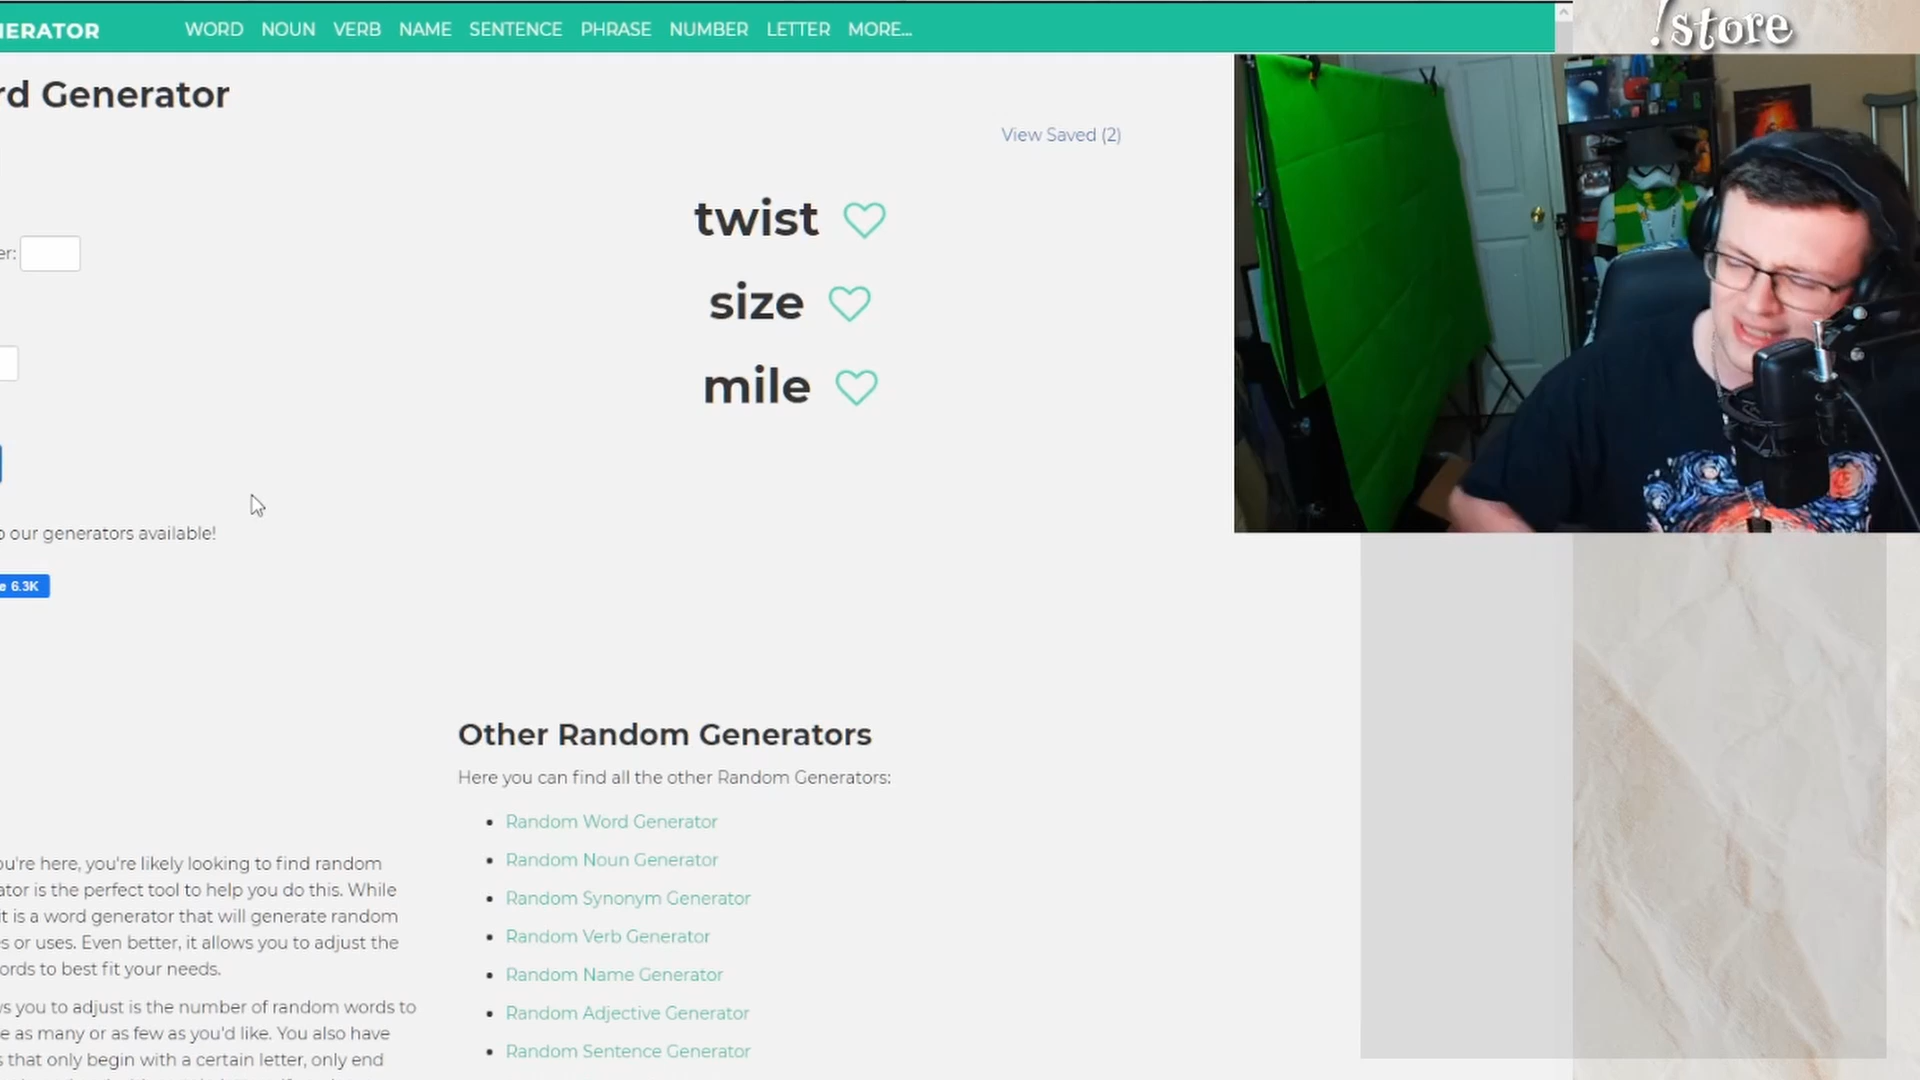 !store
ERATOR WORD NOUN VERB NAME SENTENCE PHRASE NUMBER LETTER MORE...
rd Generator
View Saved (2)
twist
size
mile
er:
o our generators available!
e 6.3K
Other Random Generators
Here you can find all the other Random Generators:
Random Word Generator
Random Noun Generator
Random Synonym Generator
Random Verb Generator
Random Name Generator
Random Adjective Generator
Random Sentence Generator
ou're here, you're likely looking to find random
ator is the perfect tool to help you do this. While
it is a word generator that will generate random
s or uses. Even better, it allows you to adjust the
ords to best fit your needs.
vs you to adjust is the number of random words to
e as many or as few as you'd like. You also have
s that only begin with a certain letter, only end